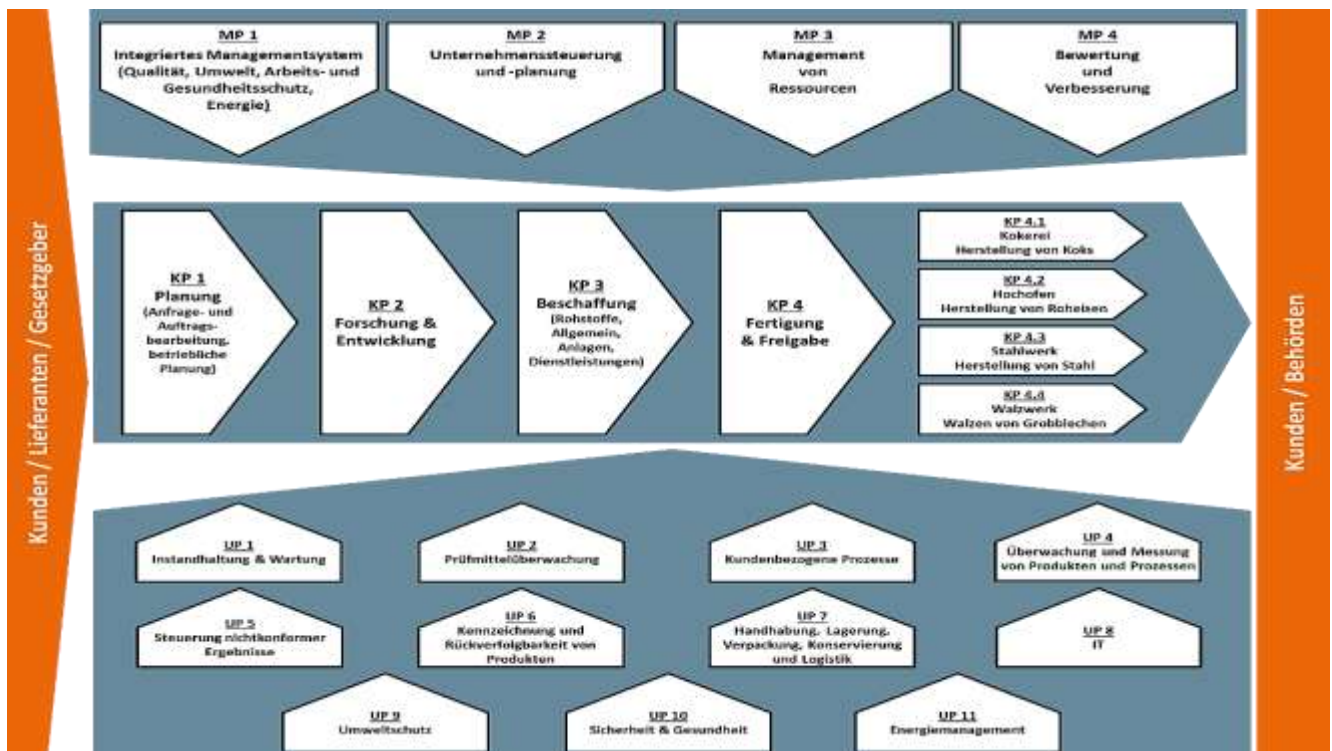 Kunden / Lieferanten / Gesetzgeber
MP 1
Integriertes Managementsystem
(Qualität, Umwelt, Arbeits- und
Gesundheitsschutz,
Energie)
MP 2
Unternehmenssteuerung
und -planung
MP 3
Management
von
Ressourcen
MP 4
Bewertung
und
Verbesserung
KP 1
Planung
(Anfrage- und
Auftrags-
bearbeitung,
betriebliche
Planung)
KP 2
Forschung &
Entwicklung
KP 3
Beschaffung
(Rohstoffe,
Allgemein,
Anlagen,
Dienstleistungen)
KP 4
Fertigung
& Freigabe
KP 4.1
Kokerei
Herstellung von Koks
KP 4.2
Hochofen
Herstellung von Roheisen
KP 4.3
Stahlwerk
Herstellung von Stahl
KP 4.4
Walzwerk
Walzen von Grobblechen
UP 1
Instandhaltung & Wartung
UP 2
Prüfmittelüberwachung
UP 3
Kundenbezogene Prozesse
UP 4
Überwachung und Messung
von Produkten und Prozessen
UP 5
Steuerung nichtkonformer
Ergebnisse
UP 6
Kennzeichnung und
Rückverfolgbarkeit von
Produkten
UP 7
Handhabung, Lagerung,
Verpackung, Konservierung
und Logistik
UP 8
IT
UP 9
Umweltschutz
UP 10
Sicherheit & Gesundheit
UP 11
Energiemanagement
Kunden / Behörden